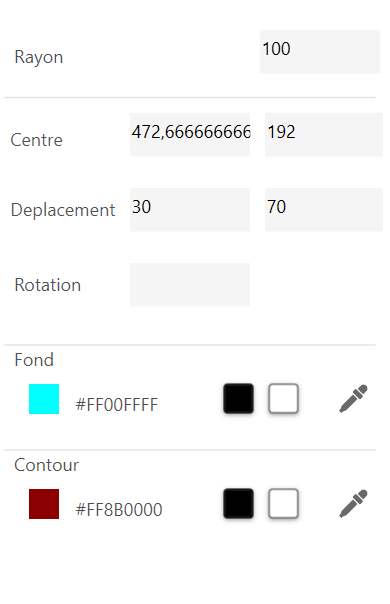 Rayon 100
Centre 472,666666666 192
Deplacement 30 70
Rotation
Fond
#FF00FFFF
Contour
#FF8B0000